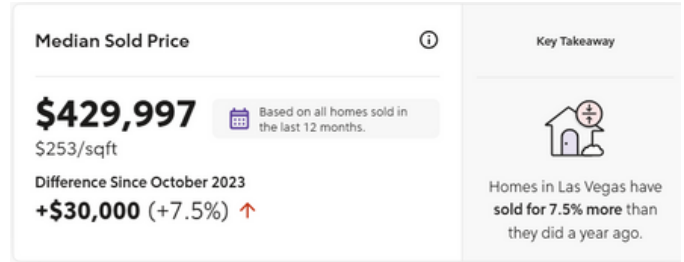 Median Sold Price
$429,997
Based on all homes sold in
the last 12 months.
$253/sqft
Difference Since October 2023
+$30,000 (+7.5%) ↑
Key Takeaway
Homes in Las Vegas have
sold for 7.5% more than
they did a year ago.